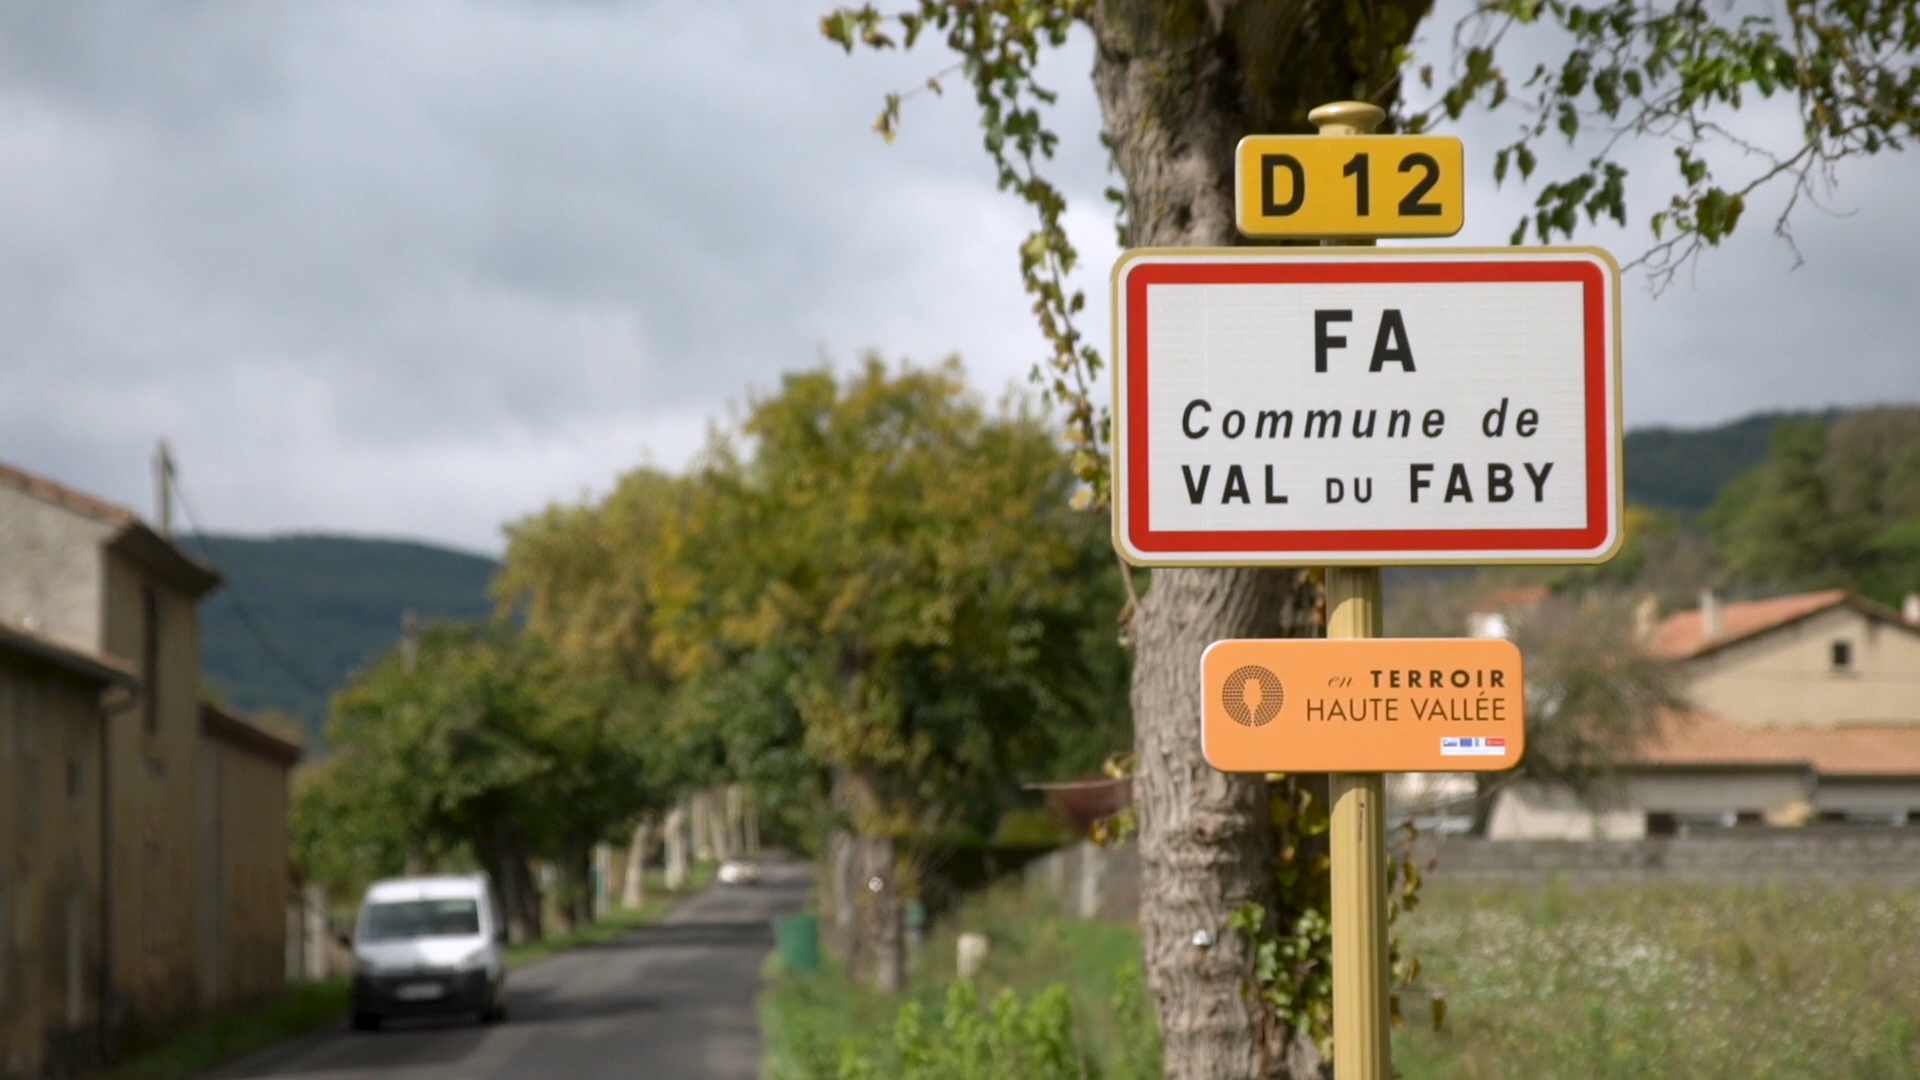 D 12
FA
Commune de
VAL DU FABY
en TERROIR
HAUTE VALLÉE